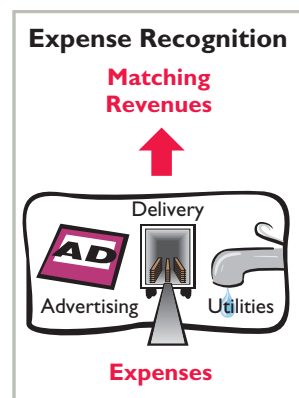 Expense Recognition
Matching
Revenues
Delivery
AD
Advertising
Utilities
Expenses